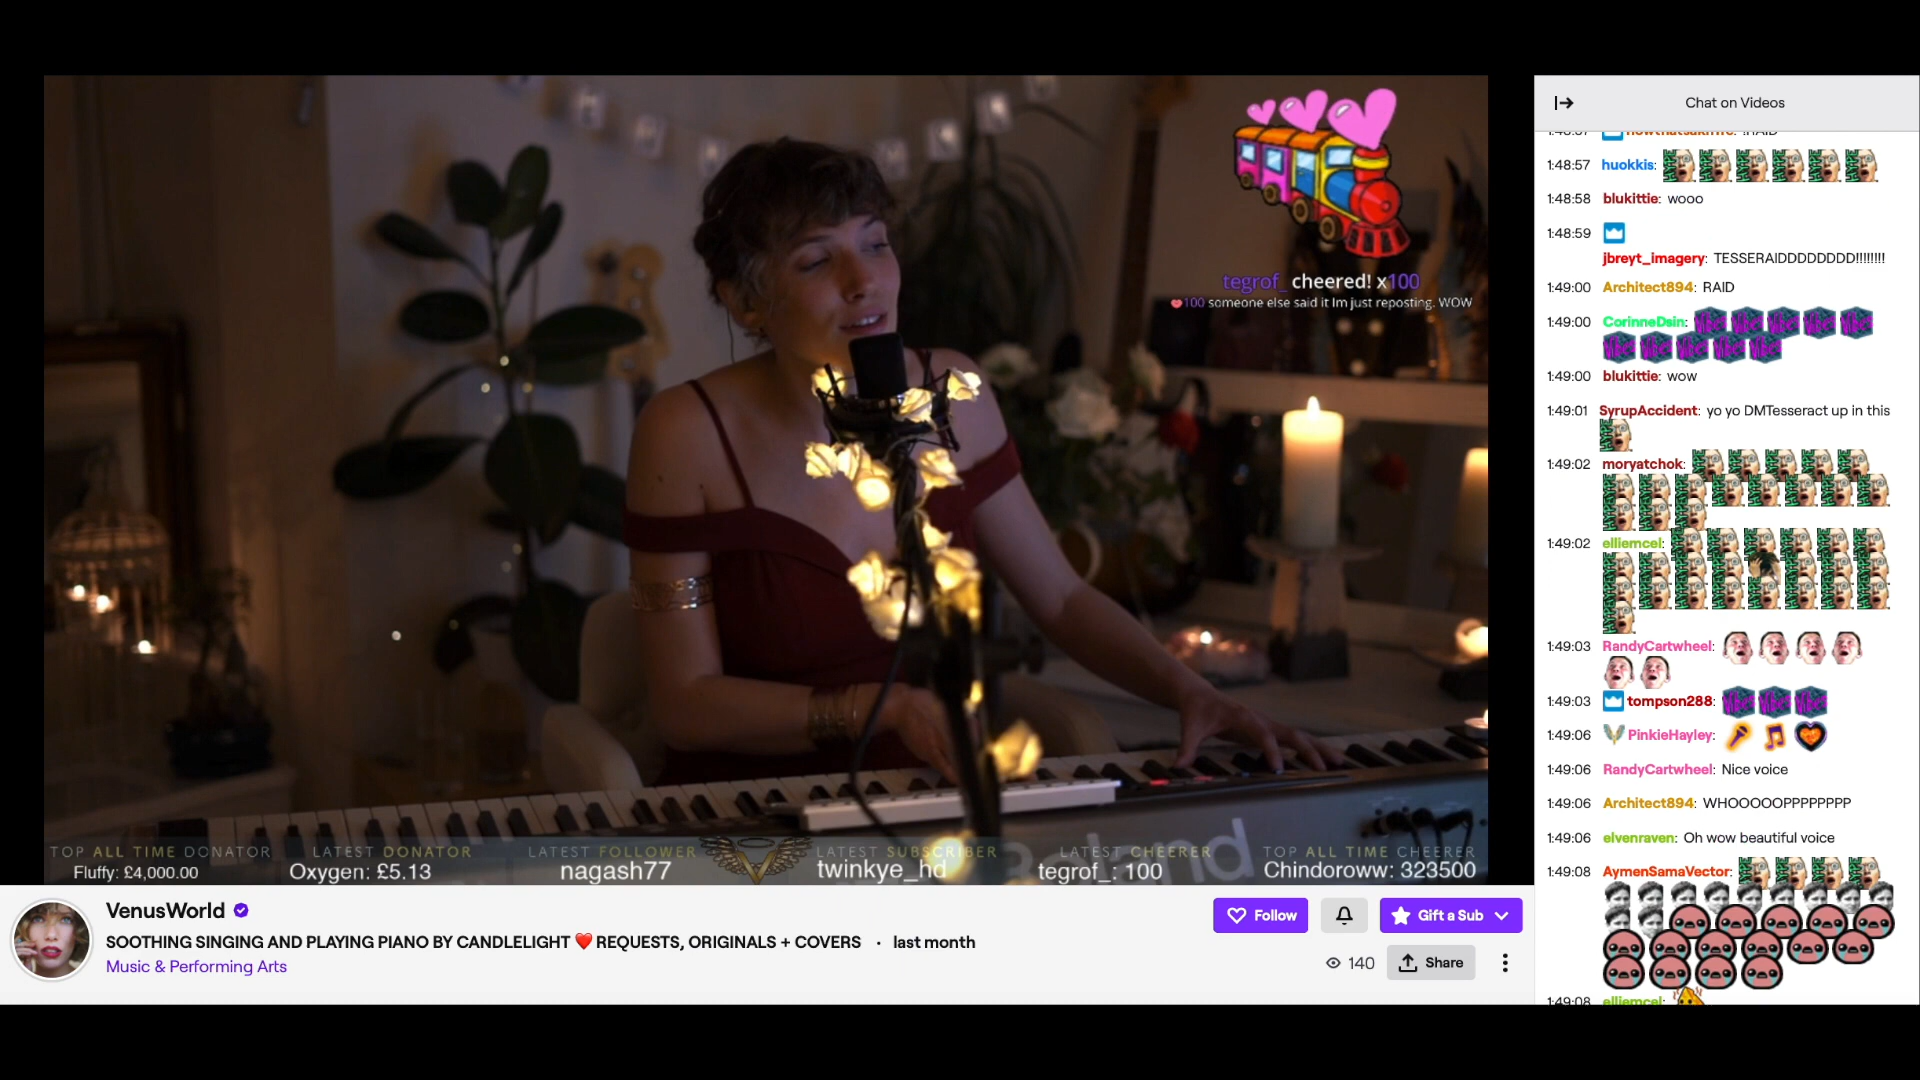 tegrof_ cheered! x100
100 someone else said it Im just reposting. WOW
TOP ALL TIME DONATOR
Fluffy: £4,000.00
LATEST DONATOR
Oxygen: £5.13
LATEST FOLLOWER
nagash77
LATEST SUBSCRIBER
twinkye_hd
LATEST CHEERER
tegrof_: 100
TOP ALL TIME CHEERER
Chindoroww: 323500
VenusWorld
SOOTHING SINGING AND PLAYING PIANO BY CANDLELIGHT ❤️ REQUESTS, ORIGINALS + COVERS · last month
Music & Performing Arts
Follow
Gift a Sub
140
Share
Chat on Videos
1:48:57 huokkis:
1:48:58 blukittie: wooo
1:48:59
jbreyt_imagery: TESSERAIDDDDDDDD!!!!!!!!
1:49:00 Architect894: RAID
1:49:00 CorinneDsin:
1:49:00 blukittie: wow
1:49:01 SyrupAccident: yo yo DMTesseract up in this
1:49:02 moryatchok:
1:49:02 elliemcel:
1:49:03 RandyCartwheel:
1:49:03 tompson288:
1:49:06 PinkieHayley:
1:49:06 RandyCartwheel: Nice voice
1:49:06 Architect894: WHOOOOOPPPPPPPP
1:49:06 elvenraven: Oh wow beautiful voice
1:49:08 AymenSamaVector:
1:49:08 elliemcel: